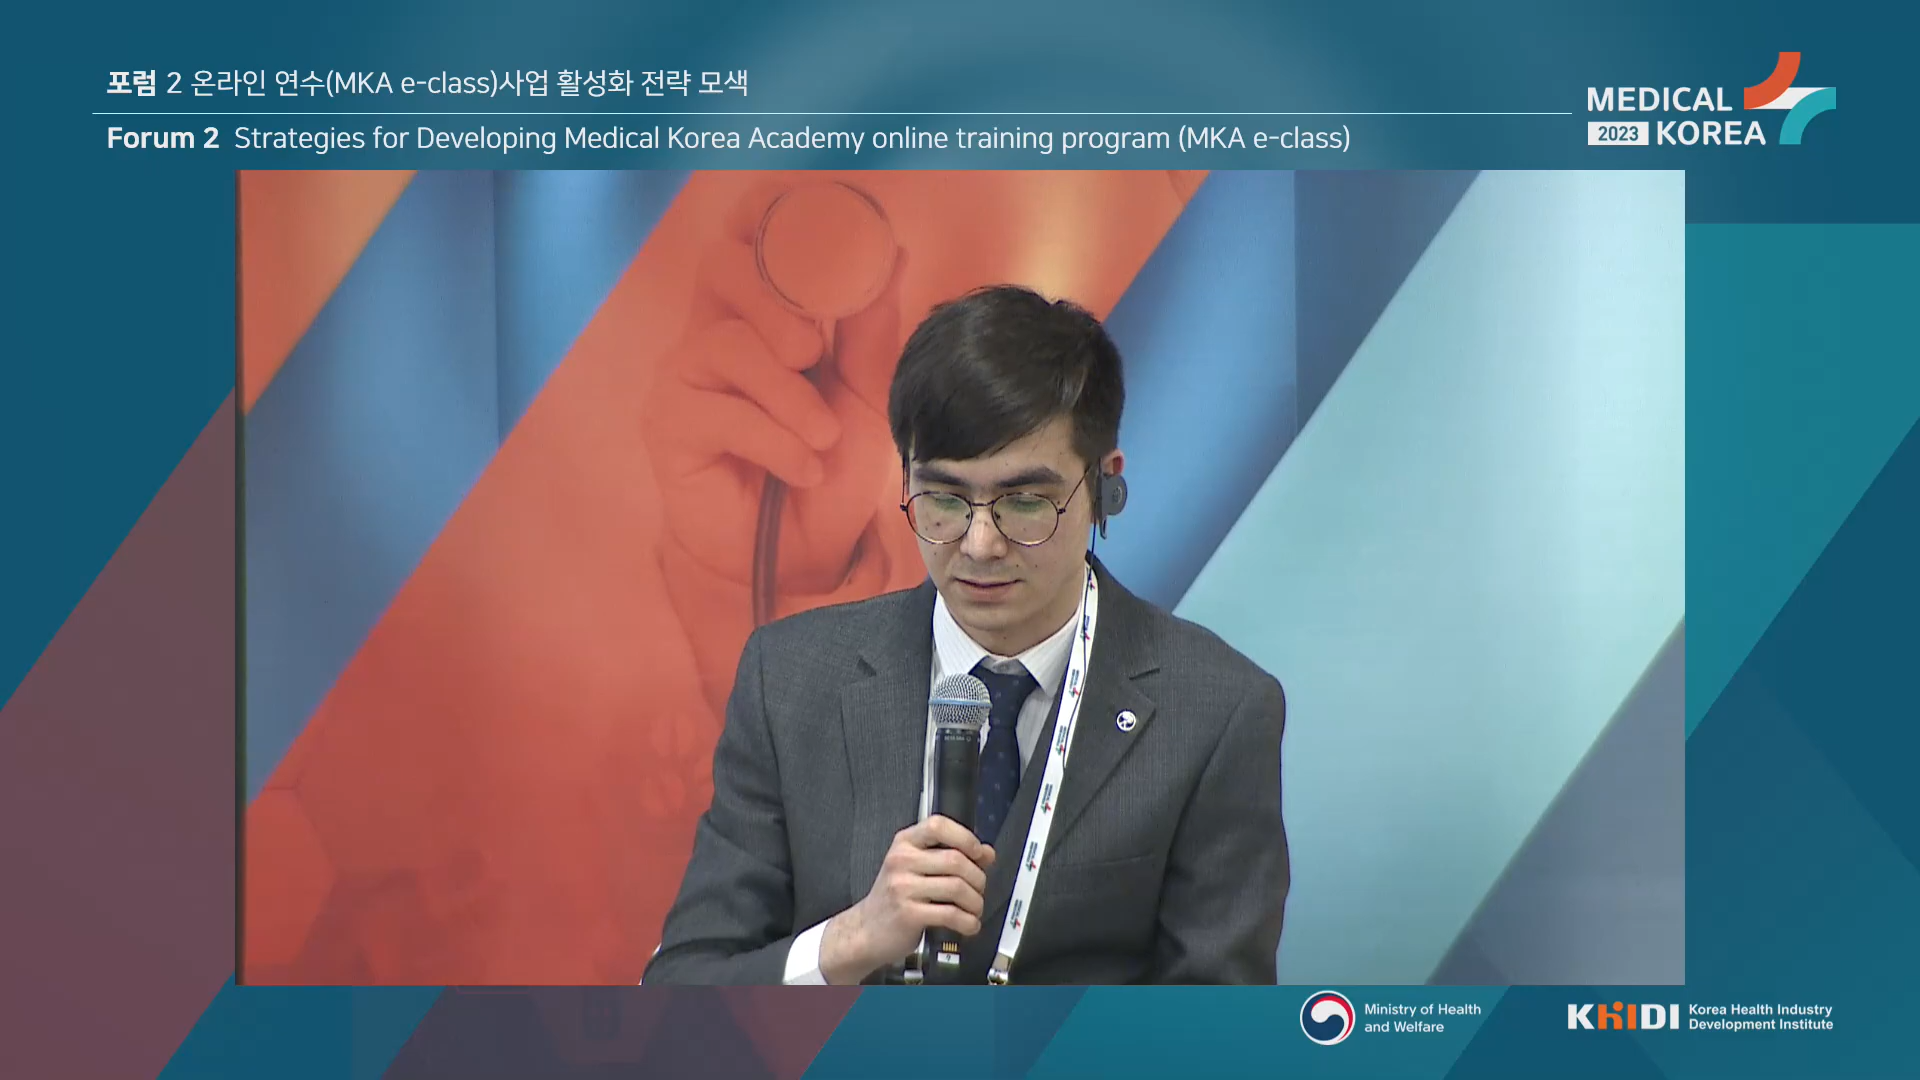 포럼 2 온라인 연수(MKA e-class)사업 활성화 전략 모색
Forum 2 Strategies for Developing Medical Korea Academy online training program (MKA e-class)
MEDICAL
2023 KOREA
Ministry of Health
and Welfare
KHIDI
Korea Health Industry
Development Institute